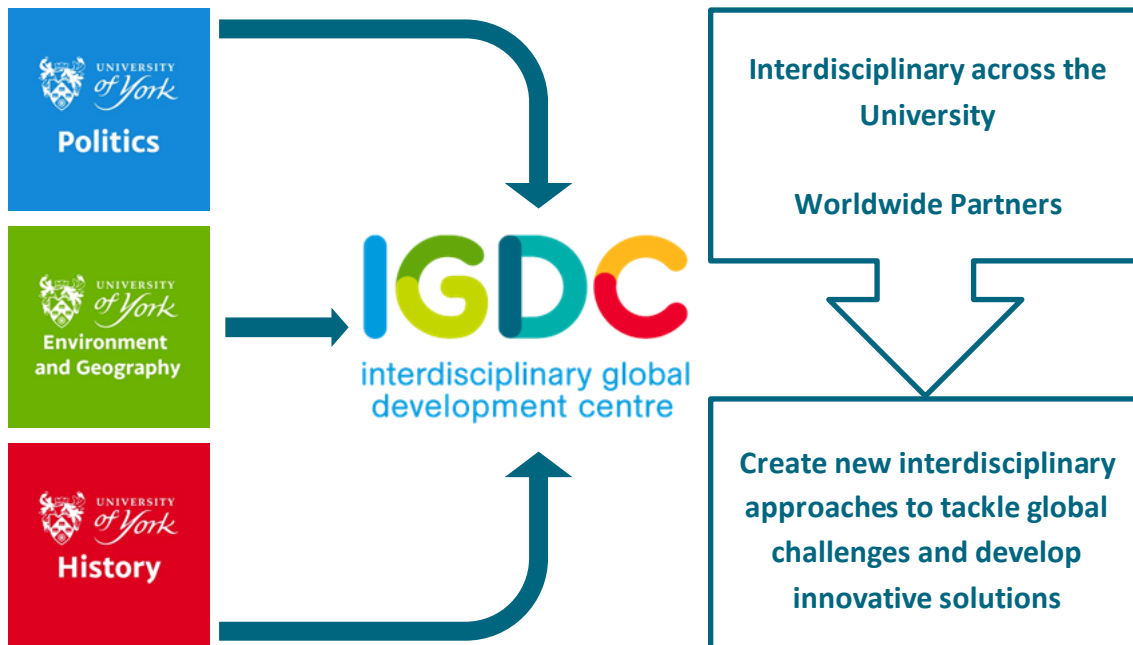 UNIVERSITY
of York
Politics
UNIVERSITY
of York
Environment
and Geography
UNIVERSITY
of York
History
IGDC
interdisciplinary global
development centre
Interdisciplinary across the
University
Worldwide Partners
Create new interdisciplinary
approaches to tackle global
challenges and develop
innovative solutions